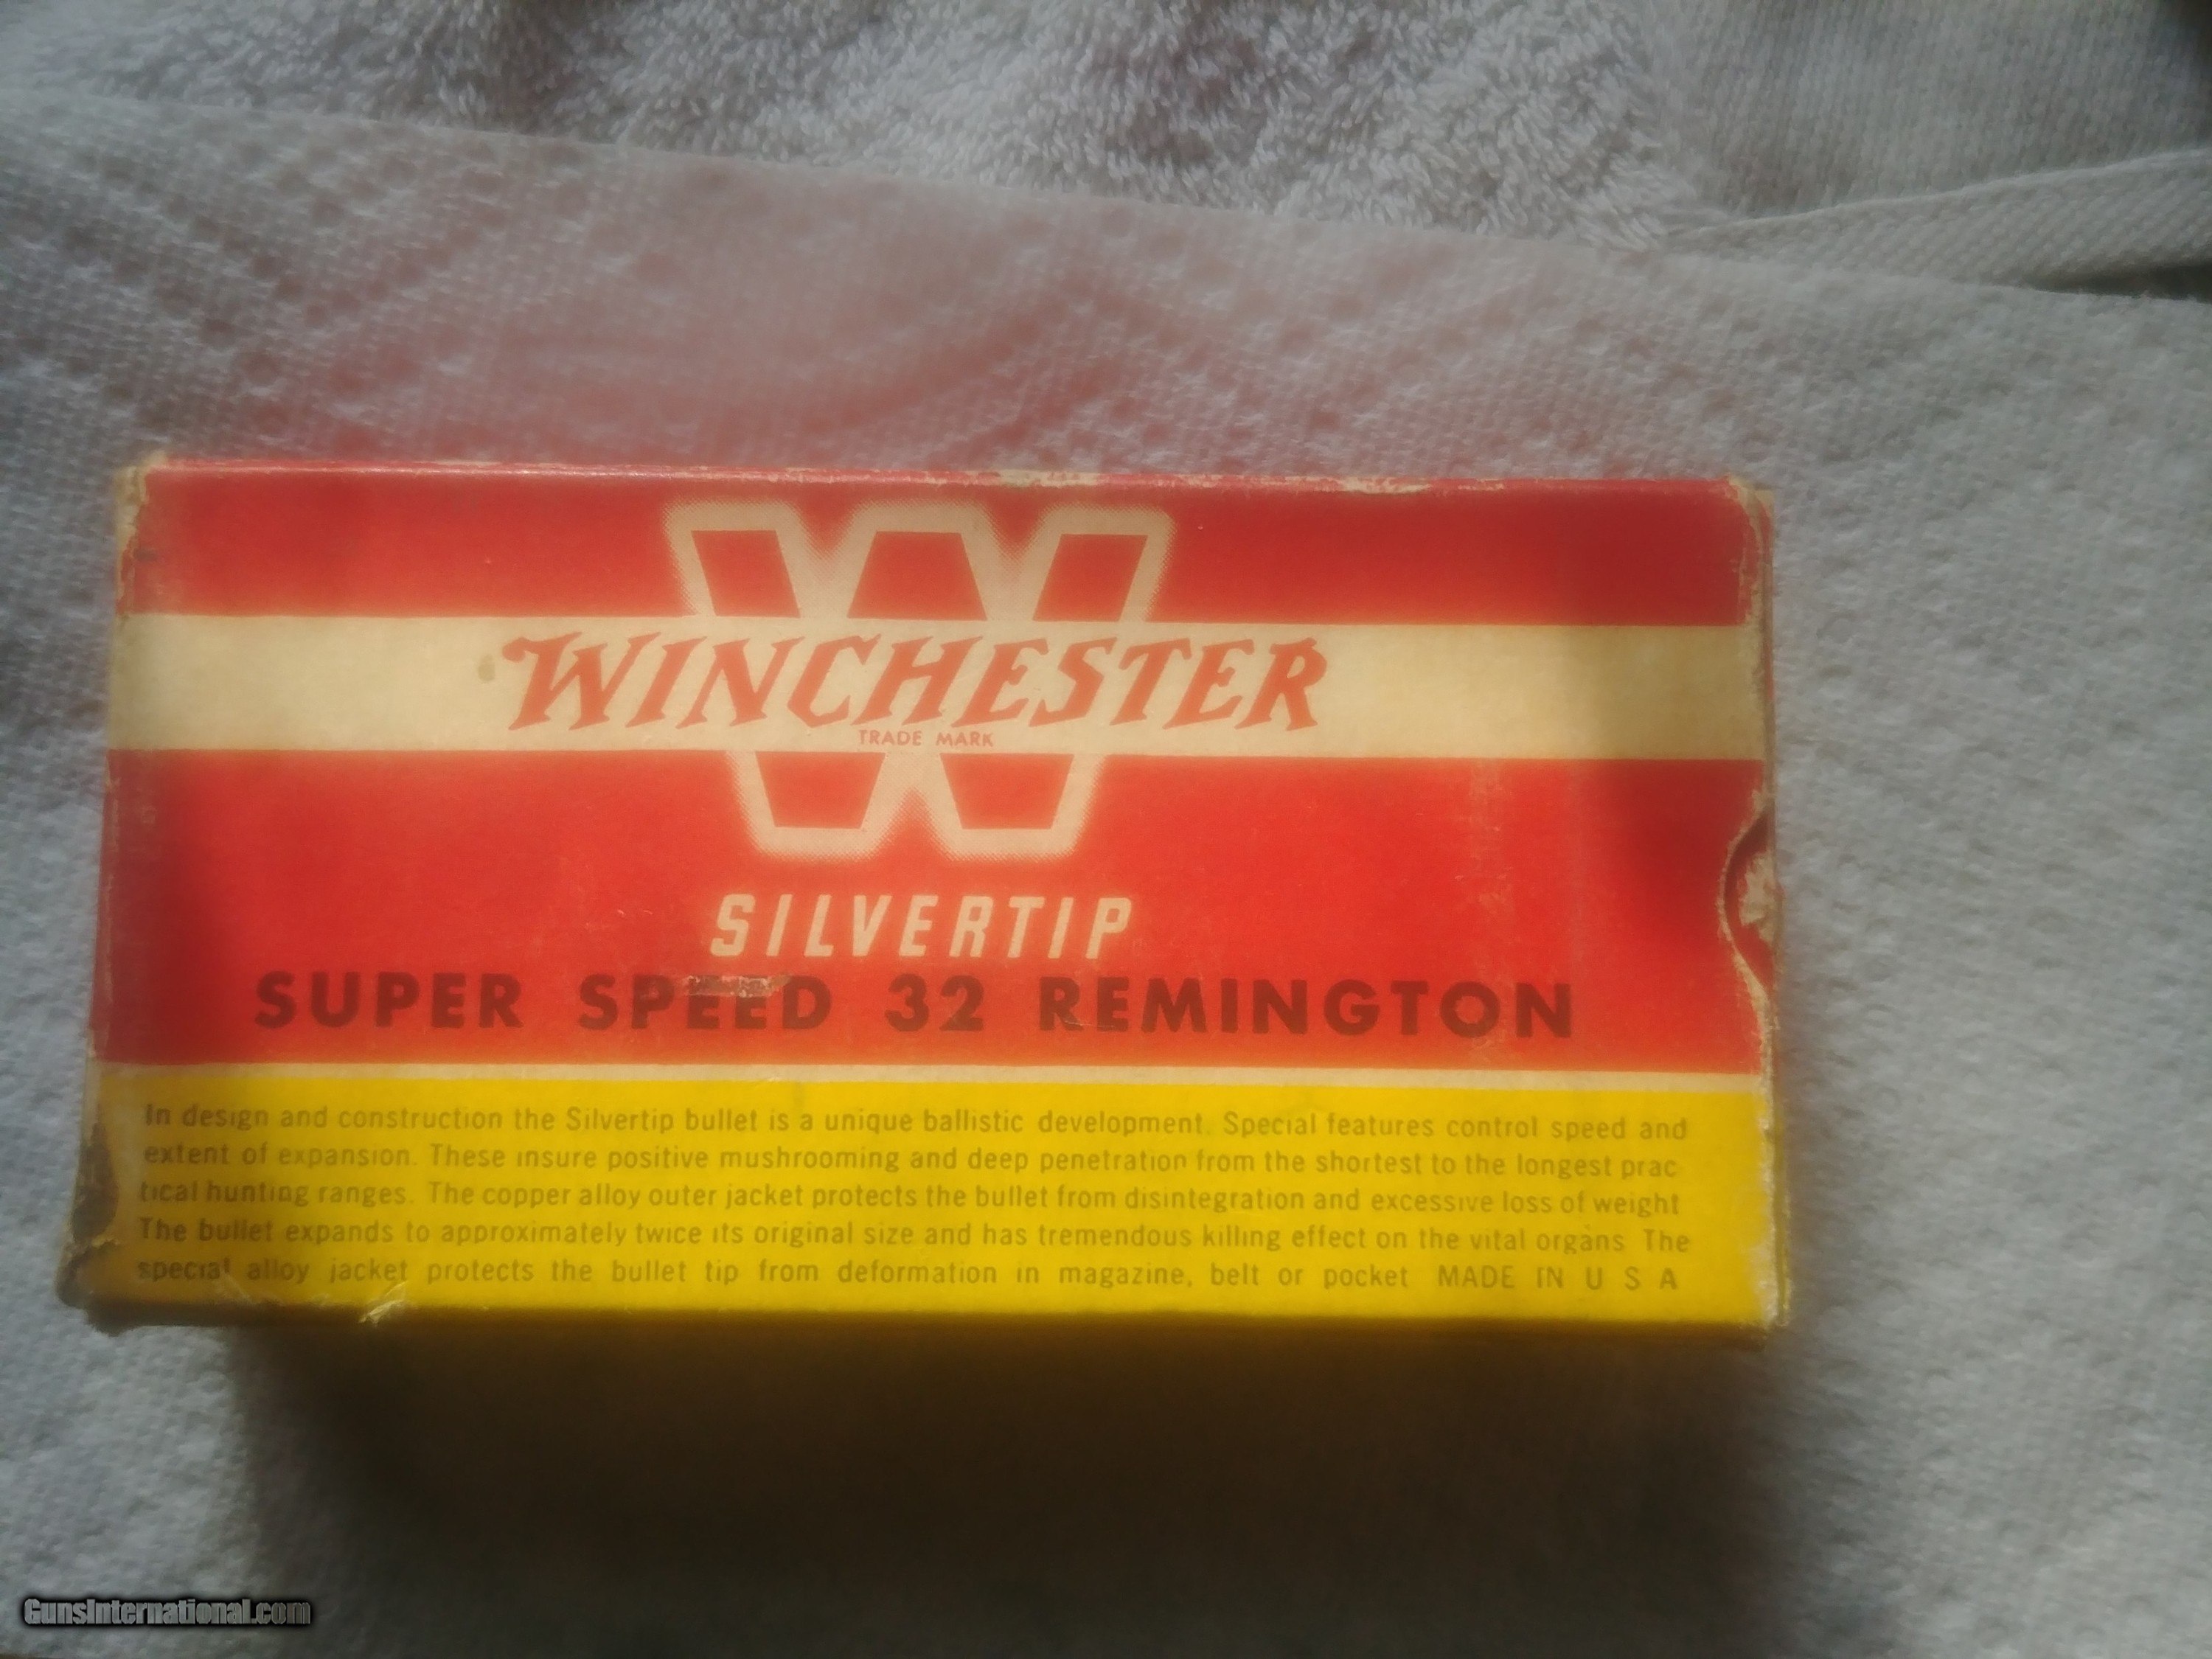 WINCHESTER
TRADE MARK
SILVERTIP
SUPER SPEED 32 REMINGTON
In design and construction the Silvertip bullet is a unique ballistic development. Special features control speed and
extent of expansion. These insure positive mushrooming and deep penetration from the shortest to the longest prac
tical hunting ranges. The copper alloy outer jacket protects the bullet from disintegration and excessive loss of weight
The bullet expands to approximately twice its original size and has tremendous killing effect on the vital organs. The
special alloy jacket protects the bullet tip from deformation in magazine, belt or pocket MADE IN U S A
GunsInternational.com